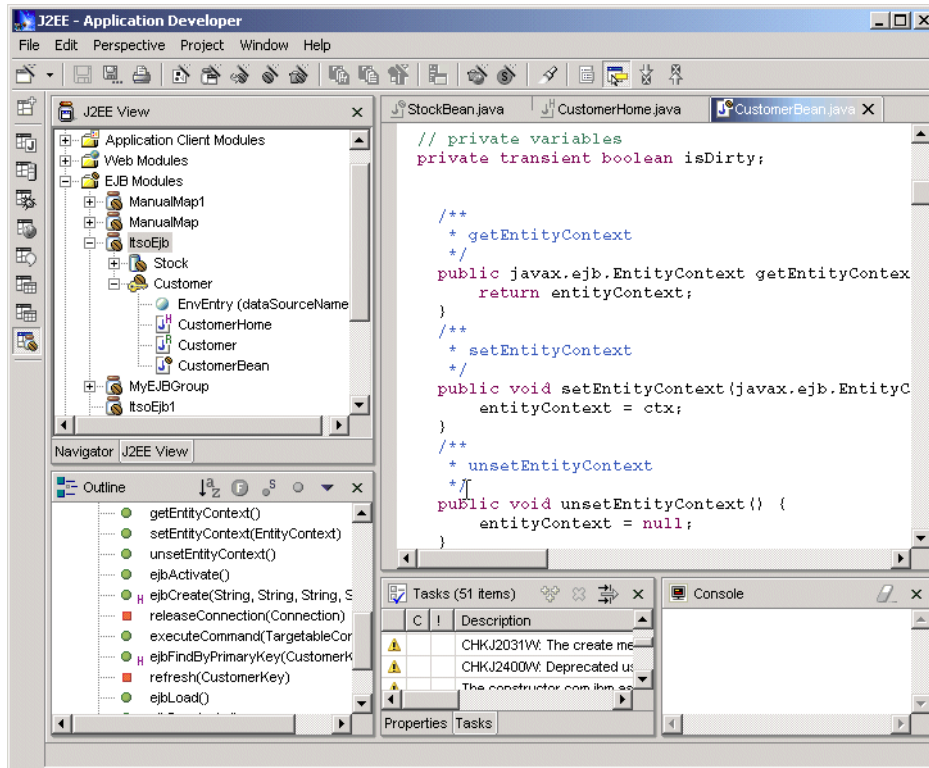 J2EE - Application Developer
File Edit Perspective Project Window Help
J2EE View
Application Client Modules
Web Modules
EJB Modules
ManualMap1
ManualMap
ItsoEjb
Stock
Customer
EnvEntry (dataSourceName
CustomerHome
Customer
CustomerBean
MyEJBGroup
ItsoEjb1
Navigator J2EE View
Outline
getEntityContext()
setEntityContext(EntityContext)
unsetEntityContext()
ejbActivate()
H ejbCreate(String, String, String, S
releaseConnection(Connection)
executeCommand(TargetableCor
H ejbFindByPrimaryKey(CustomerK
refresh(CustomerKey)
ejbLoad()
StockBean.java CustomerHome.java CustomerBean.java
// private variables
private transient boolean isDirty;
/**
* getEntityContext
*/
public javax.ejb.EntityContext getEntityContex
return entityContext;
}
/**
* setEntityContext
*/
public void setEntityContext(javax.ejb.EntityC
entityContext = ctx;
}
/**
* unsetEntityContext
*/
public void unsetEntityContext() {
entityContext = null;
}
Tasks (51 items)
C ! Description
CHKJ2031W: The create me
CHKJ2400W: Deprecated us
The constructor com.ibm.as
Properties Tasks
Console